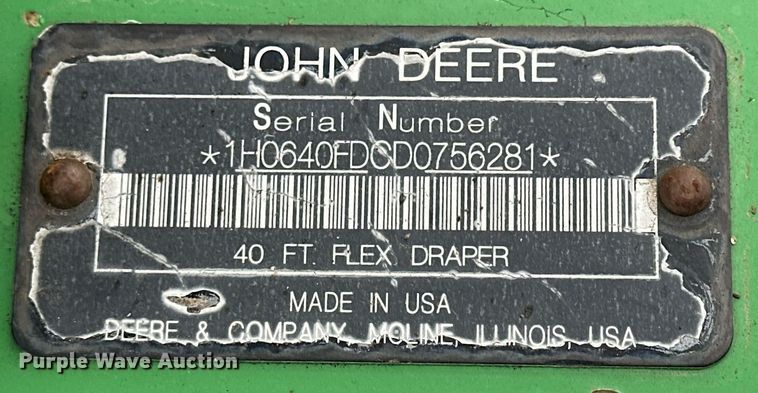 JOHN DEERE
Serial Number
*1H0640FDCD0756281*
40 FT. FLEX DRAPER
MADE IN USA
DEERE & COMPANY, MOLINE, ILLINOIS, USA
Purple Wave Auction